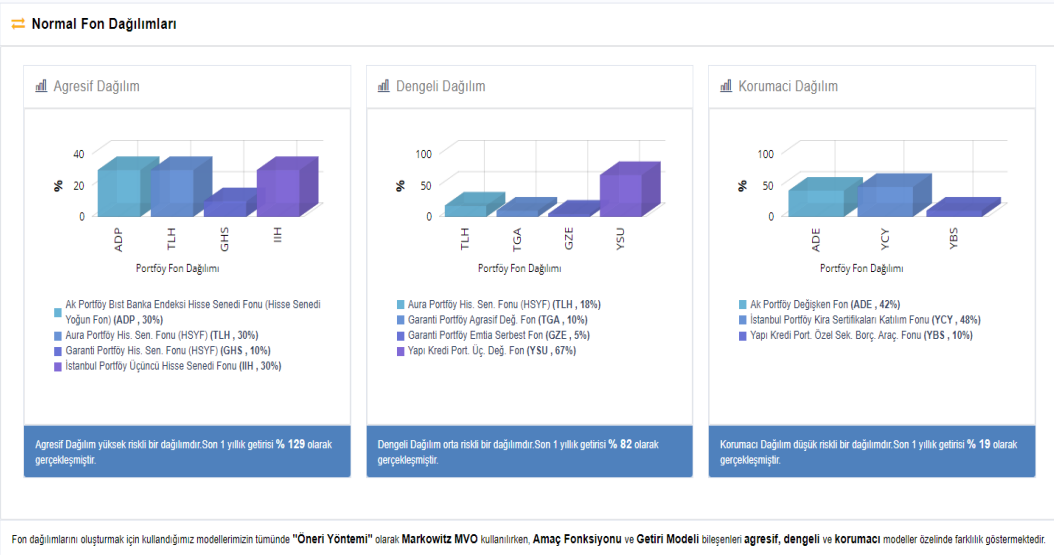 Normal Fon Dağılımları
Agresif Dağılım
40
20
0
%
ADP
TLH
GHS
IIH
Portföy Fon Dağılımı
Ak Portföy Bıst Banka Endeksi Hisse Senedi Fonu (Hisse Senedi
Yoğun Fon) (ADP , 30%)
Aura Portföy His. Sen. Fonu (HSYF) (TLH , 30%)
Garanti Portföy His. Sen. Fonu (HSYF) (GHS , 10%)
İstanbul Portföy Üçüncü Hisse Senedi Fonu (IIH , 30%)
Agresif Dağılım yüksek riskli bir dağılımdır.Son 1 yıllık getirisi % 129 olarak
gerçekleşmiştir.
Dengeli Dağılım
100
50
0
%
TLH
TGA
GZE
YSU
Portföy Fon Dağılımı
Aura Portföy His. Sen. Fonu (HSYF) (TLH , 18%)
Garanti Portföy Agrasif Değ. Fon (TGA , 10%)
Garanti Portföy Emtia Serbest Fon (GZE , 5%)
Yapı Kredi Port. Üç. Değ. Fon (YSU , 67%)
Dengeli Dağılım orta riskli bir dağılımdır.Son 1 yıllık getirisi % 82 olarak
gerçekleşmiştir.
Korumaci Dağılım
100
50
0
%
ADE
YCY
YBS
Portföy Fon Dağılımı
Ak Portföy Değişken Fon (ADE , 42%)
İstanbul Portföy Kira Sertifikaları Katılım Fonu (YCY , 48%)
Yapı Kredi Port. Özel Sek. Borç. Araç. Fonu (YBS , 10%)
Korumacı Dağılım düşük riskli bir dağılımdır.Son 1 yıllık getirisi % 19 olarak
gerçekleşmiştir.
Fon dağılımlarını oluşturmak için kullandığımız modellerimizin tümünde "Öneri Yöntemi" olarak Markowitz MVO kullanılırken, Amaç Fonksiyonu ve Getiri Modeli bileşenleri agresif, dengeli ve korumacı modeller özelinde farklılık göstermektedir.